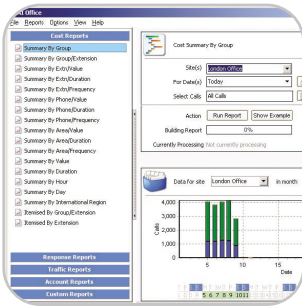 Office
File Reports Options View Help
Cost Reports
Summary By Group
Summary By Group/Extension
Summary By Extn/Value
Summary By Extn/Duration
Summary By Extn/Frequency
Summary By Phone/Value
Summary By Phone/Duration
Summary By Phone/Frequency
Summary By Area/Value
Summary By Area/Duration
Summary By Area/Frequency
Summary By Value
Summary By Duration
Summary By Hour
Summary By Day
Summary By International Region
Itemised By Group/Extension
Itemised By Extension
Response Reports
Traffic Reports
Account Reports
Custom Reports
Cost Summary By Group
Site(s) London Office
For Date(s) Today
Select Calls All Calls
Action Run Report Show Example
Building Report 0%
Currently Processing Not currently processing
Data for site London Office in month
Calls
4,000
3,000
2,000
1,000
0
5 10 15
Date
5 6 7 8 9 10 11